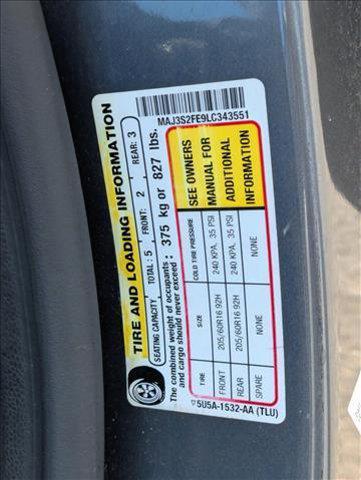 TIRE AND LOADING INFORMATION
SEATING CAPACITY TOTAL: 5 FRONT: 2 REAR: 3
The combined weight of occupants and cargo should never exceed : 375 kg or 827 lbs.
TIRE SIZE COLD TIRE PRESSURE
FRONT 205/60R16 92H 240 KPA, 35 PSI
REAR 205/60R16 92H 240 KPA, 35 PSI
SPARE NONE NONE
SEE OWNERS
MANUAL FOR
ADDITIONAL
INFORMATION
5U5A-1532-AA (TLU)
MAJ3S2FE9LC343551